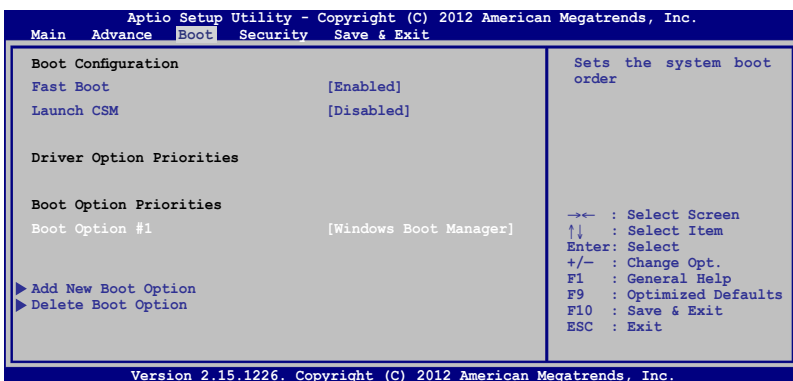 Aptio Setup Utility - Copyright (C) 2012 American Megatrends, Inc.
Main Advance Boot Security Save & Exit
Boot Configuration
Fast Boot [Enabled]
Launch CSM [Disabled]
Driver Option Priorities
Boot Option Priorities
Boot Option #1 [Windows Boot Manager]
Add New Boot Option
Delete Boot Option
Sets the system boot
order
→← : Select Screen
↑↓ : Select Item
Enter: Select
+/— : Change Opt.
F1 : General Help
F9 : Optimized Defaults
F10 : Save & Exit
ESC : Exit
Version 2.15.1226. Copyright (C) 2012 American Megatrends, Inc.